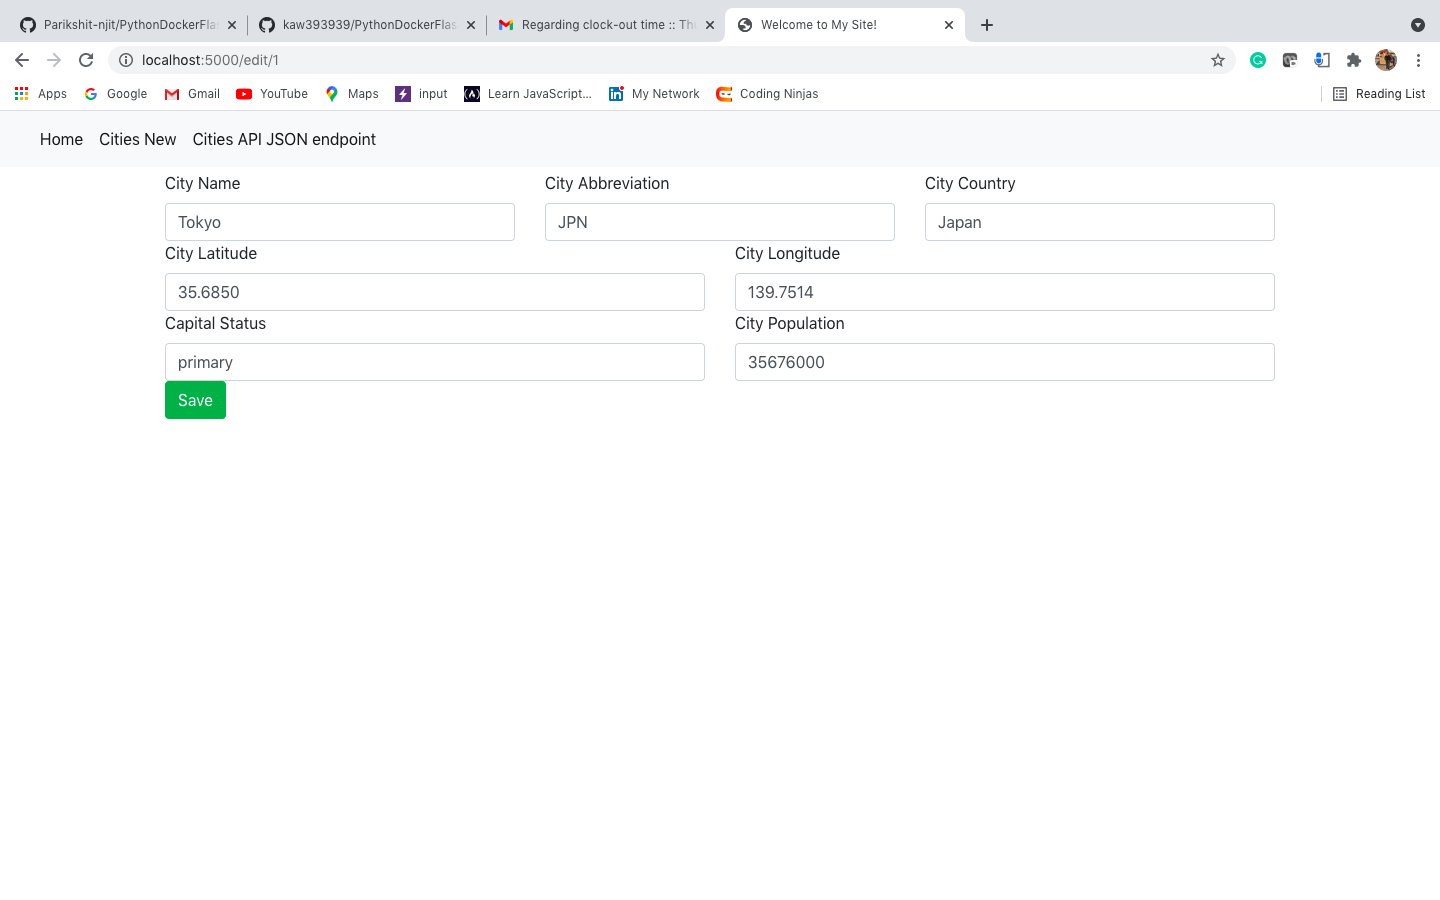 Parikshit-njit/PythonDockerFla
kaw393939/PythonDockerFlas
Regarding clock-out time :: Th
Welcome to My Site!
localhost:5000/edit/1
Apps
Google
Gmail
YouTube
Maps
input
Learn JavaScript...
My Network
Coding Ninjas
Reading List
Home
Cities New
Cities API JSON endpoint
City Name
City Abbreviation
City Country
Tokyo
JPN
Japan
City Latitude
City Longitude
35.6850
139.7514
Capital Status
City Population
primary
35676000
Save